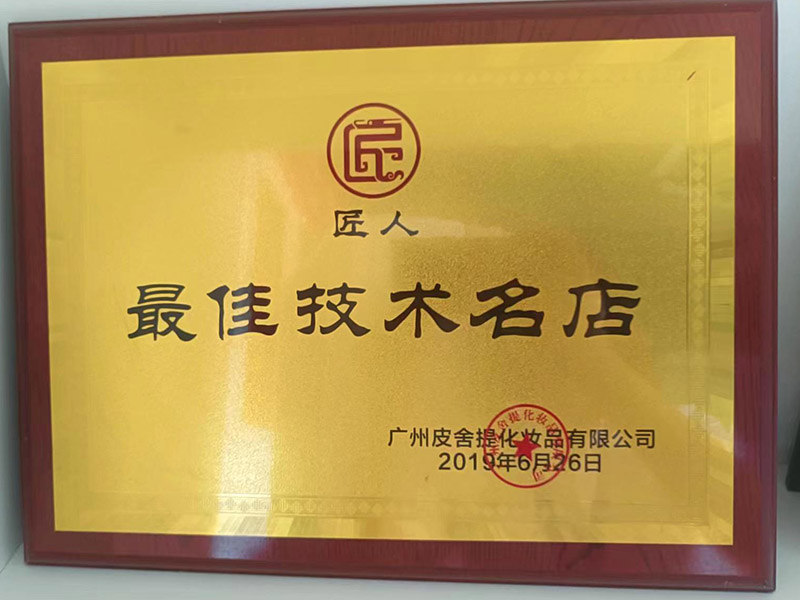 匠人
最佳技术名店
广州皮舍提化妆品有限公司
2019年6月26日